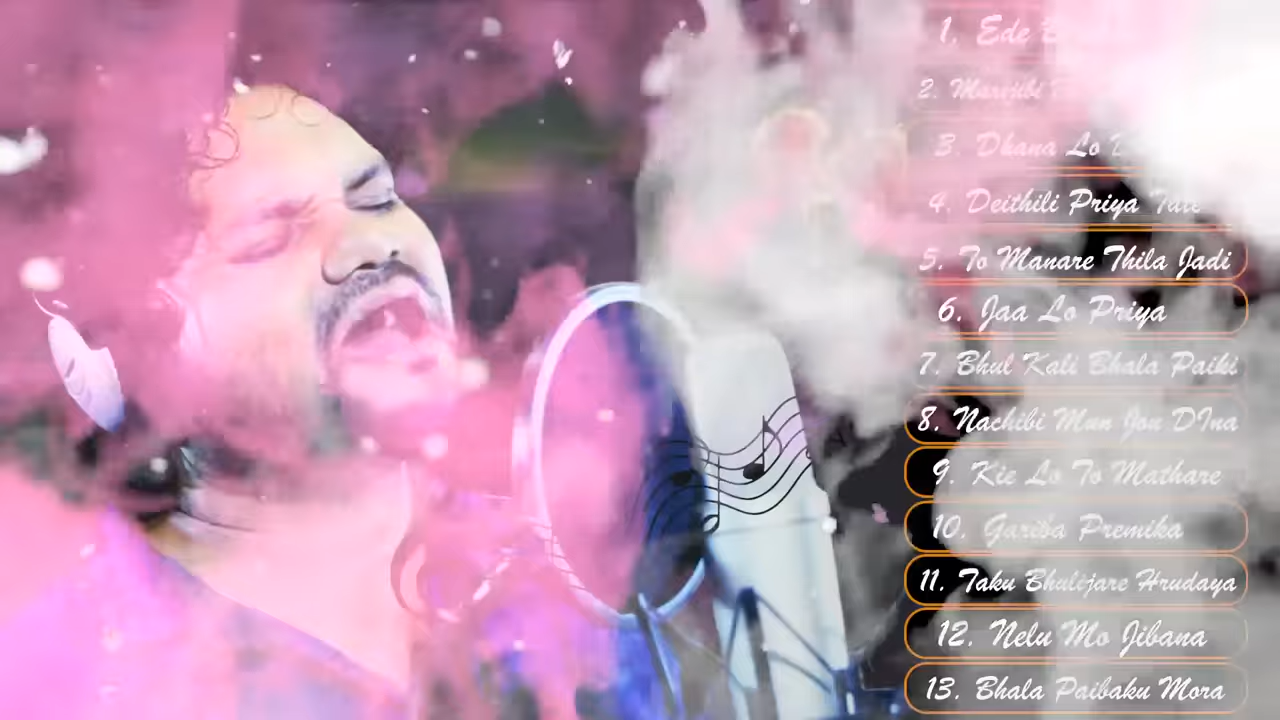 1. Ede
2.
3. Dhana Lo
4. Deithili Priya
5. To Manare Thila Jadi
6. Jaa Lo Priya
7. Bhul Kali Bhala Paiki
8. Nachibi Mun Jou DIna
9. Kie Lo To Mathare
10. Gariba Premika
11. Taku Bhulijare Hrudaya
12. Nelu Mo Jibana
13. Bhala Paibaku Mora